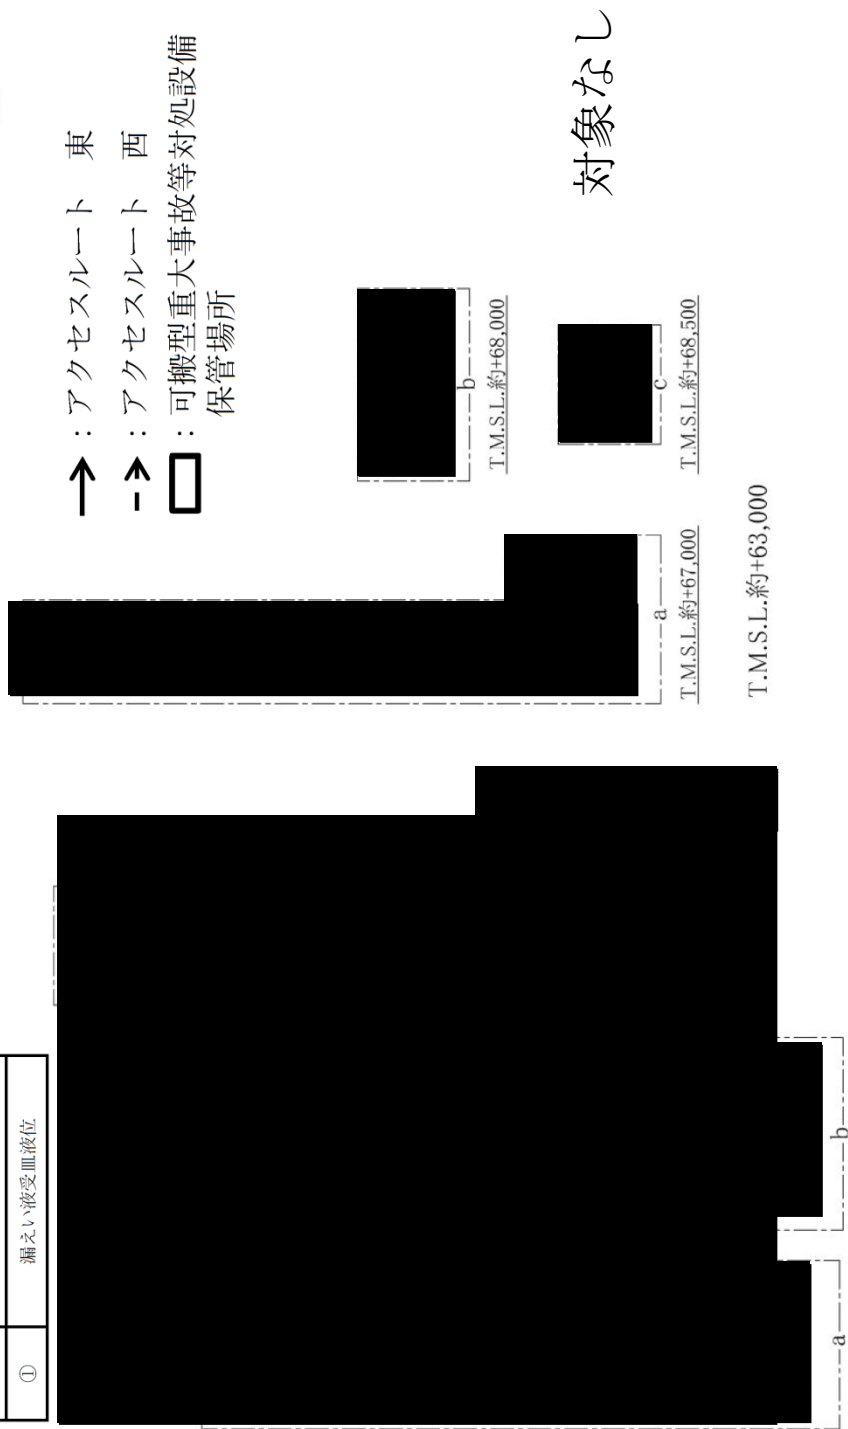 ① 漏えい液受皿液位
→：アクセスルート　東
⇢：アクセスルート　西
□：可搬型重大事故等対処設備
保管場所
a
b
a
T.M.S.L.約+67,000
b
T.M.S.L.約+68,000
c
T.M.S.L.約+68,500
T.M.S.L.約+63,000
対象なし